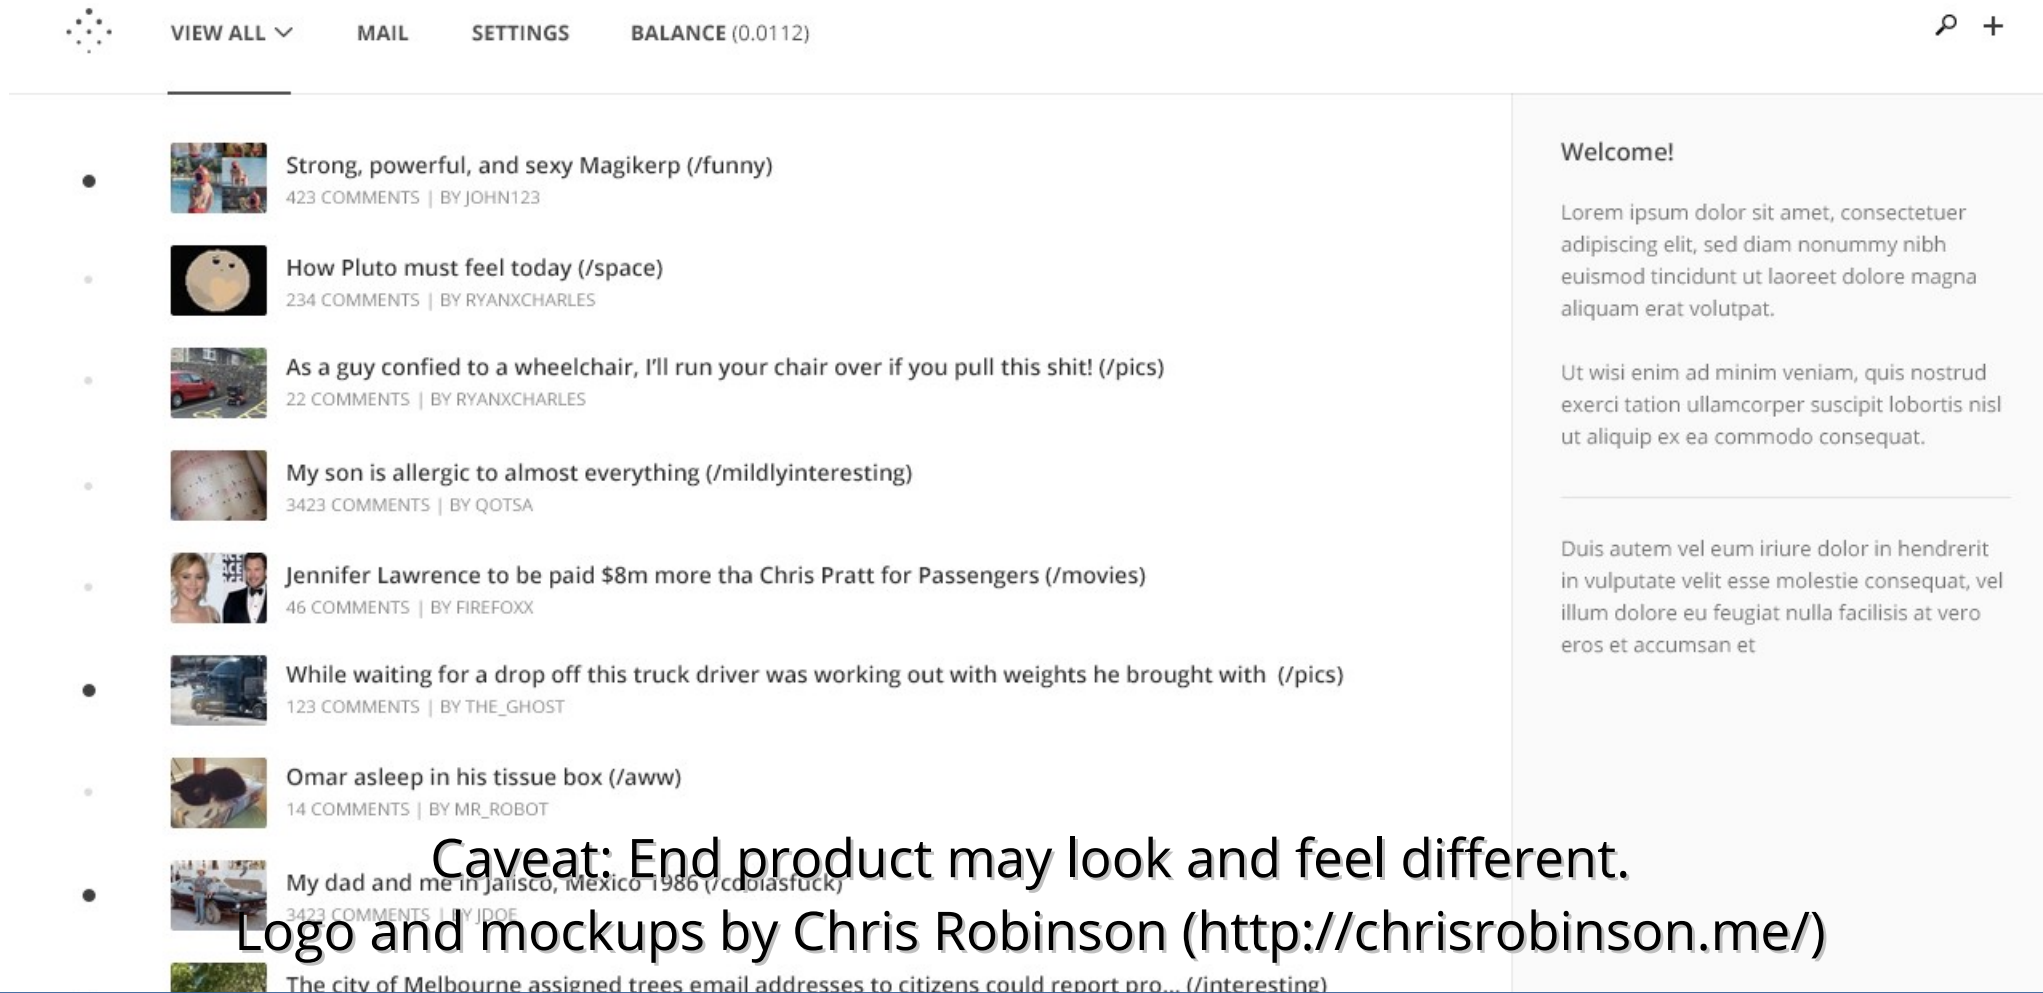 VIEW ALL MAIL SETTINGS BALANCE (0.0112)
Strong, powerful, and sexy Magikerp (/funny)
423 COMMENTS | BY JOHN123
How Pluto must feel today (/space)
234 COMMENTS | BY RYANXCHARLES
As a guy confied to a wheelchair, I'll run your chair over if you pull this shit! (/pics)
22 COMMENTS | BY RYANXCHARLES
My son is allergic to almost everything (/mildlyinteresting)
3423 COMMENTS | BY QOTSA
Jennifer Lawrence to be paid $8m more tha Chris Pratt for Passengers (/movies)
46 COMMENTS | BY FIREFOXX
While waiting for a drop off this truck driver was working out with weights he brought with (/pics)
123 COMMENTS | BY THE_GHOST
Omar asleep in his tissue box (/aww)
14 COMMENTS | BY MR_ROBOT
My dad and me in Jalisco, Mexico 1986 (/coolasfuck)
3423 COMMENTS | BY JDOE
The city of Melbourne assigned trees email addresses to citizens could report pro... (/interesting)
Welcome!
Lorem ipsum dolor sit amet, consectetuer
adipiscing elit, sed diam nonummy nibh
euismod tincidunt ut laoreet dolore magna
aliquam erat volutpat.
Ut wisi enim ad minim veniam, quis nostrud
exerci tation ullamcorper suscipit lobortis nisl
ut aliquip ex ea commodo consequat.
Duis autem vel eum iriure dolor in hendrerit
in vulputate velit esse molestie consequat, vel
illum dolore eu feugiat nulla facilisis at vero
eros et accumsan et
Caveat: End product may look and feel different.
Logo and mockups by Chris Robinson (http://chrisrobinson.me/)